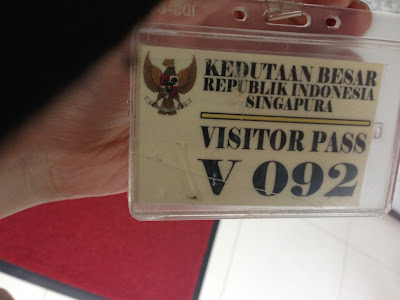 KEDUTAAN BESAR
REPUBLIK INDONESIA
SINGAPURA
VISITOR PASS
V 092